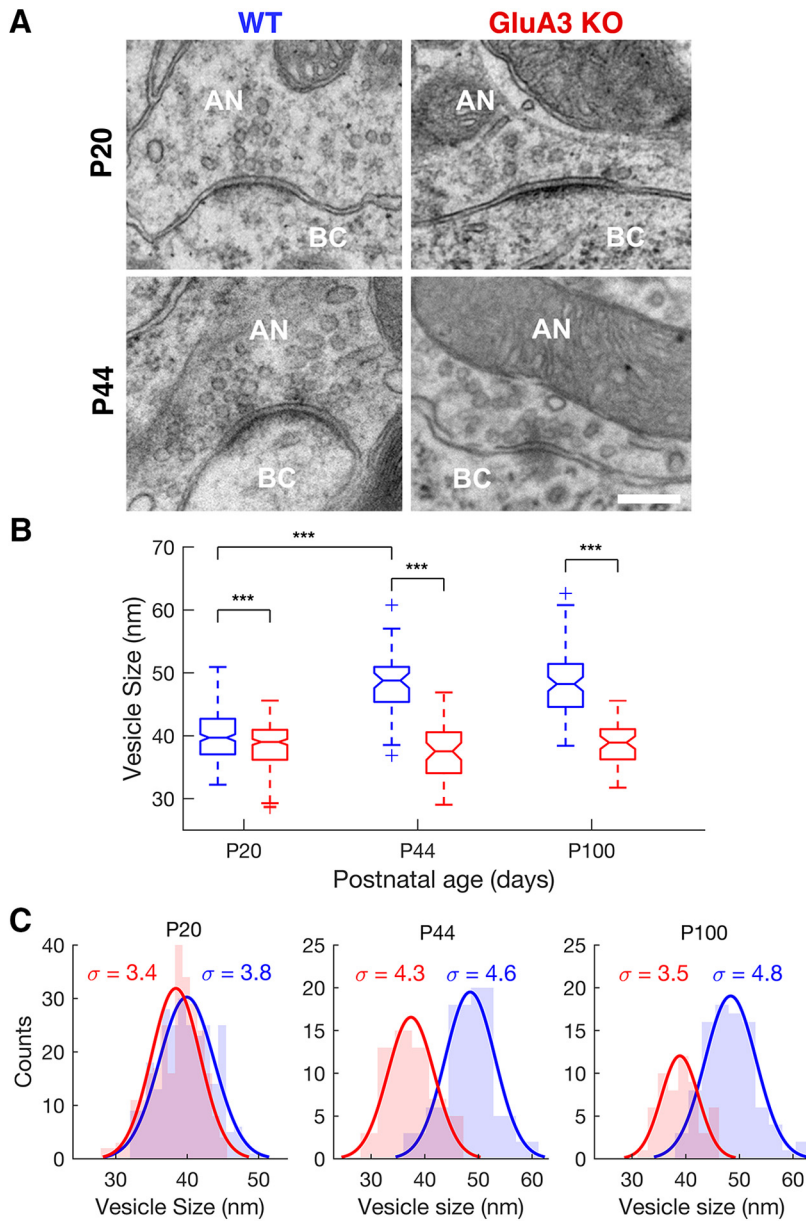 A
WT
GluA3 KO
P20
AN
BC
AN
BC
P44
AN
BC
AN
BC
B
Vesicle Size (nm)
70
60
50
40
30
***
***
***
***
P20
P44
P100
Postnatal age (days)
C
P20
σ = 3.4
σ = 3.8
Counts
40
30
20
10
0
30
40
50
Vesicle Size (nm)
P44
σ = 4.3
σ = 4.6
25
20
15
10
5
0
30
40
50
60
Vesicle size (nm)
P100
σ = 3.5
σ = 4.8
25
20
15
10
5
0
30
40
50
60
Vesicle size (nm)